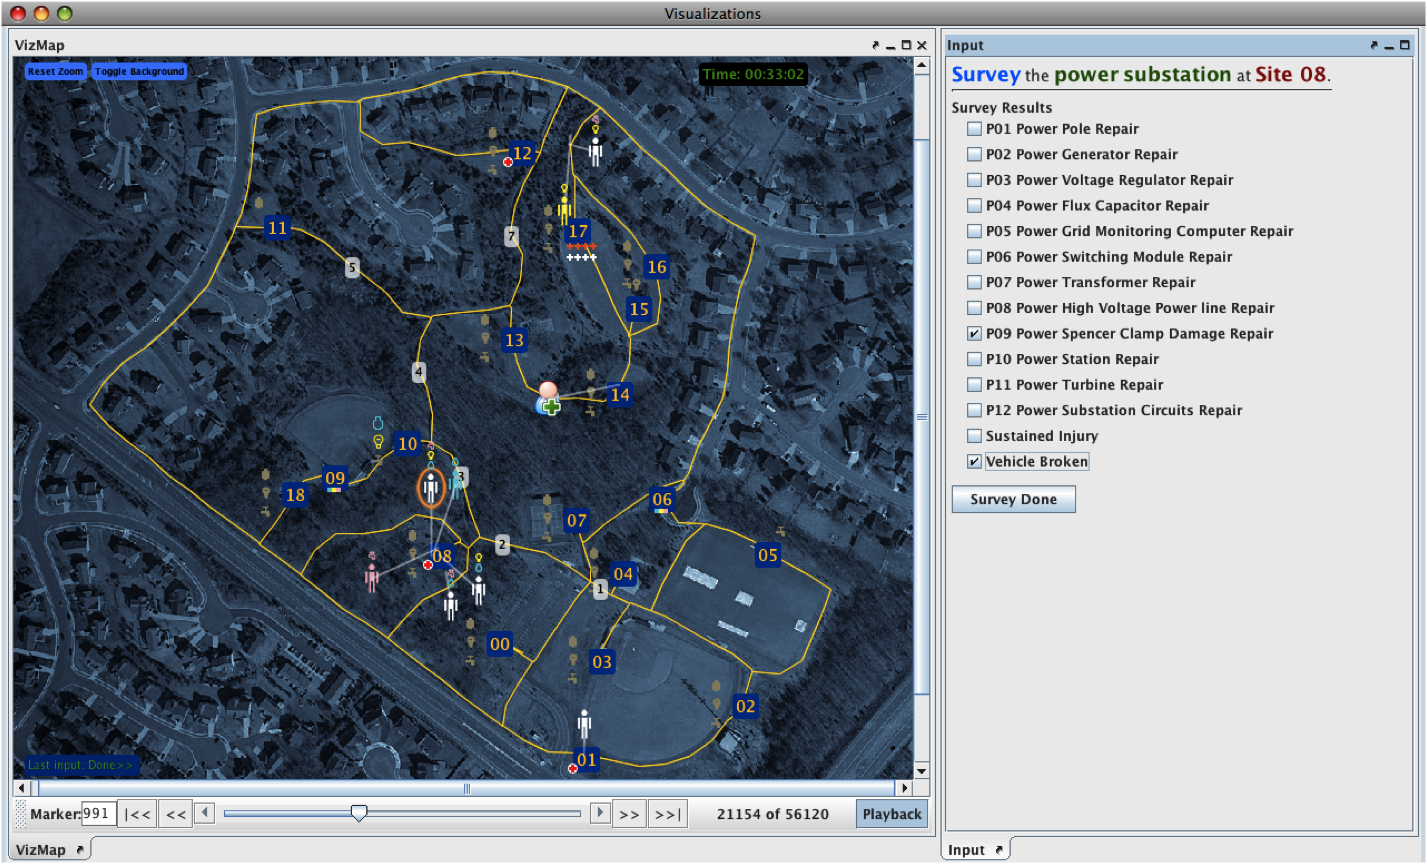 Visualizations
VizMap
Reset Zoom
Toggle Background
Time: 00:33:02
12
17
11
7
16
5
15
13
4
14
10
09
3
18
06
07
08
2
05
04
1
00
03
02
01
Last input: Done>>
Marker: 991 |<< << >> >>| 21154 of 56120 Playback
VizMap
Input
Survey the power substation at Site 08.
Survey Results
P01 Power Pole Repair
P02 Power Generator Repair
P03 Power Voltage Regulator Repair
P04 Power Flux Capacitor Repair
P05 Power Grid Monitoring Computer Repair
P06 Power Switching Module Repair
P07 Power Transformer Repair
P08 Power High Voltage Power line Repair
P09 Power Spencer Clamp Damage Repair
P10 Power Station Repair
P11 Power Turbine Repair
P12 Power Substation Circuits Repair
Sustained Injury
Vehicle Broken
Survey Done
Input